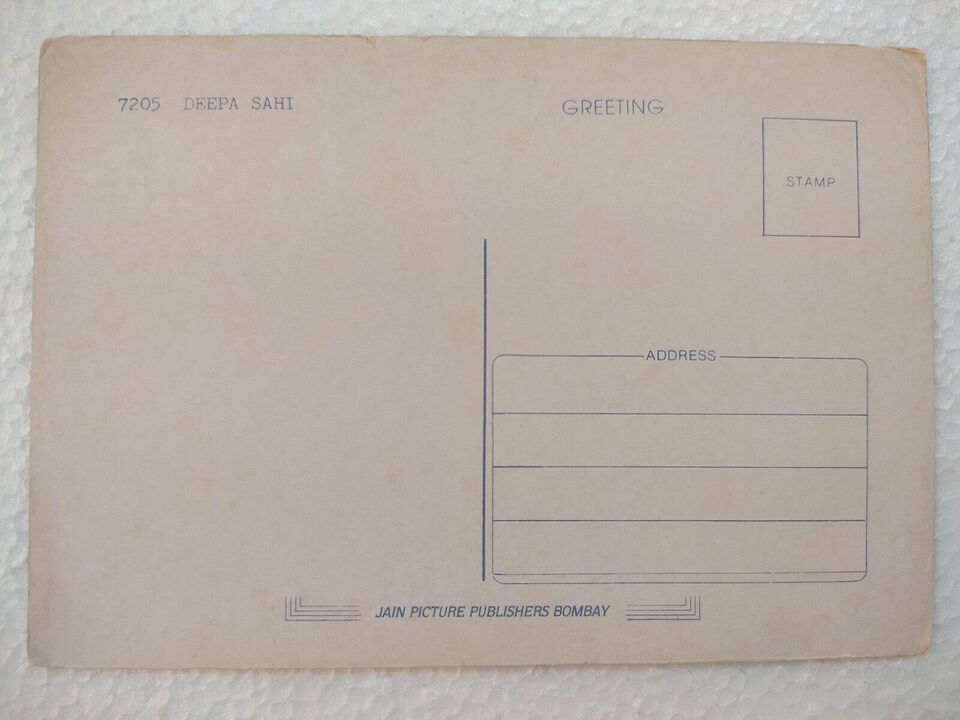 7205 DEEPA SAHI
GREETING
STAMP
ADDRESS
JAIN PICTURE PUBLISHERS BOMBAY